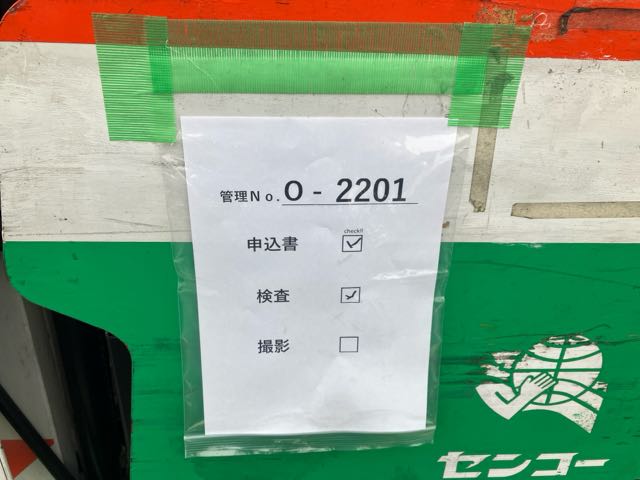 管理No. O - 2201
check!!
申込書 ☑
検査 ☑
撮影 ☐
センコー